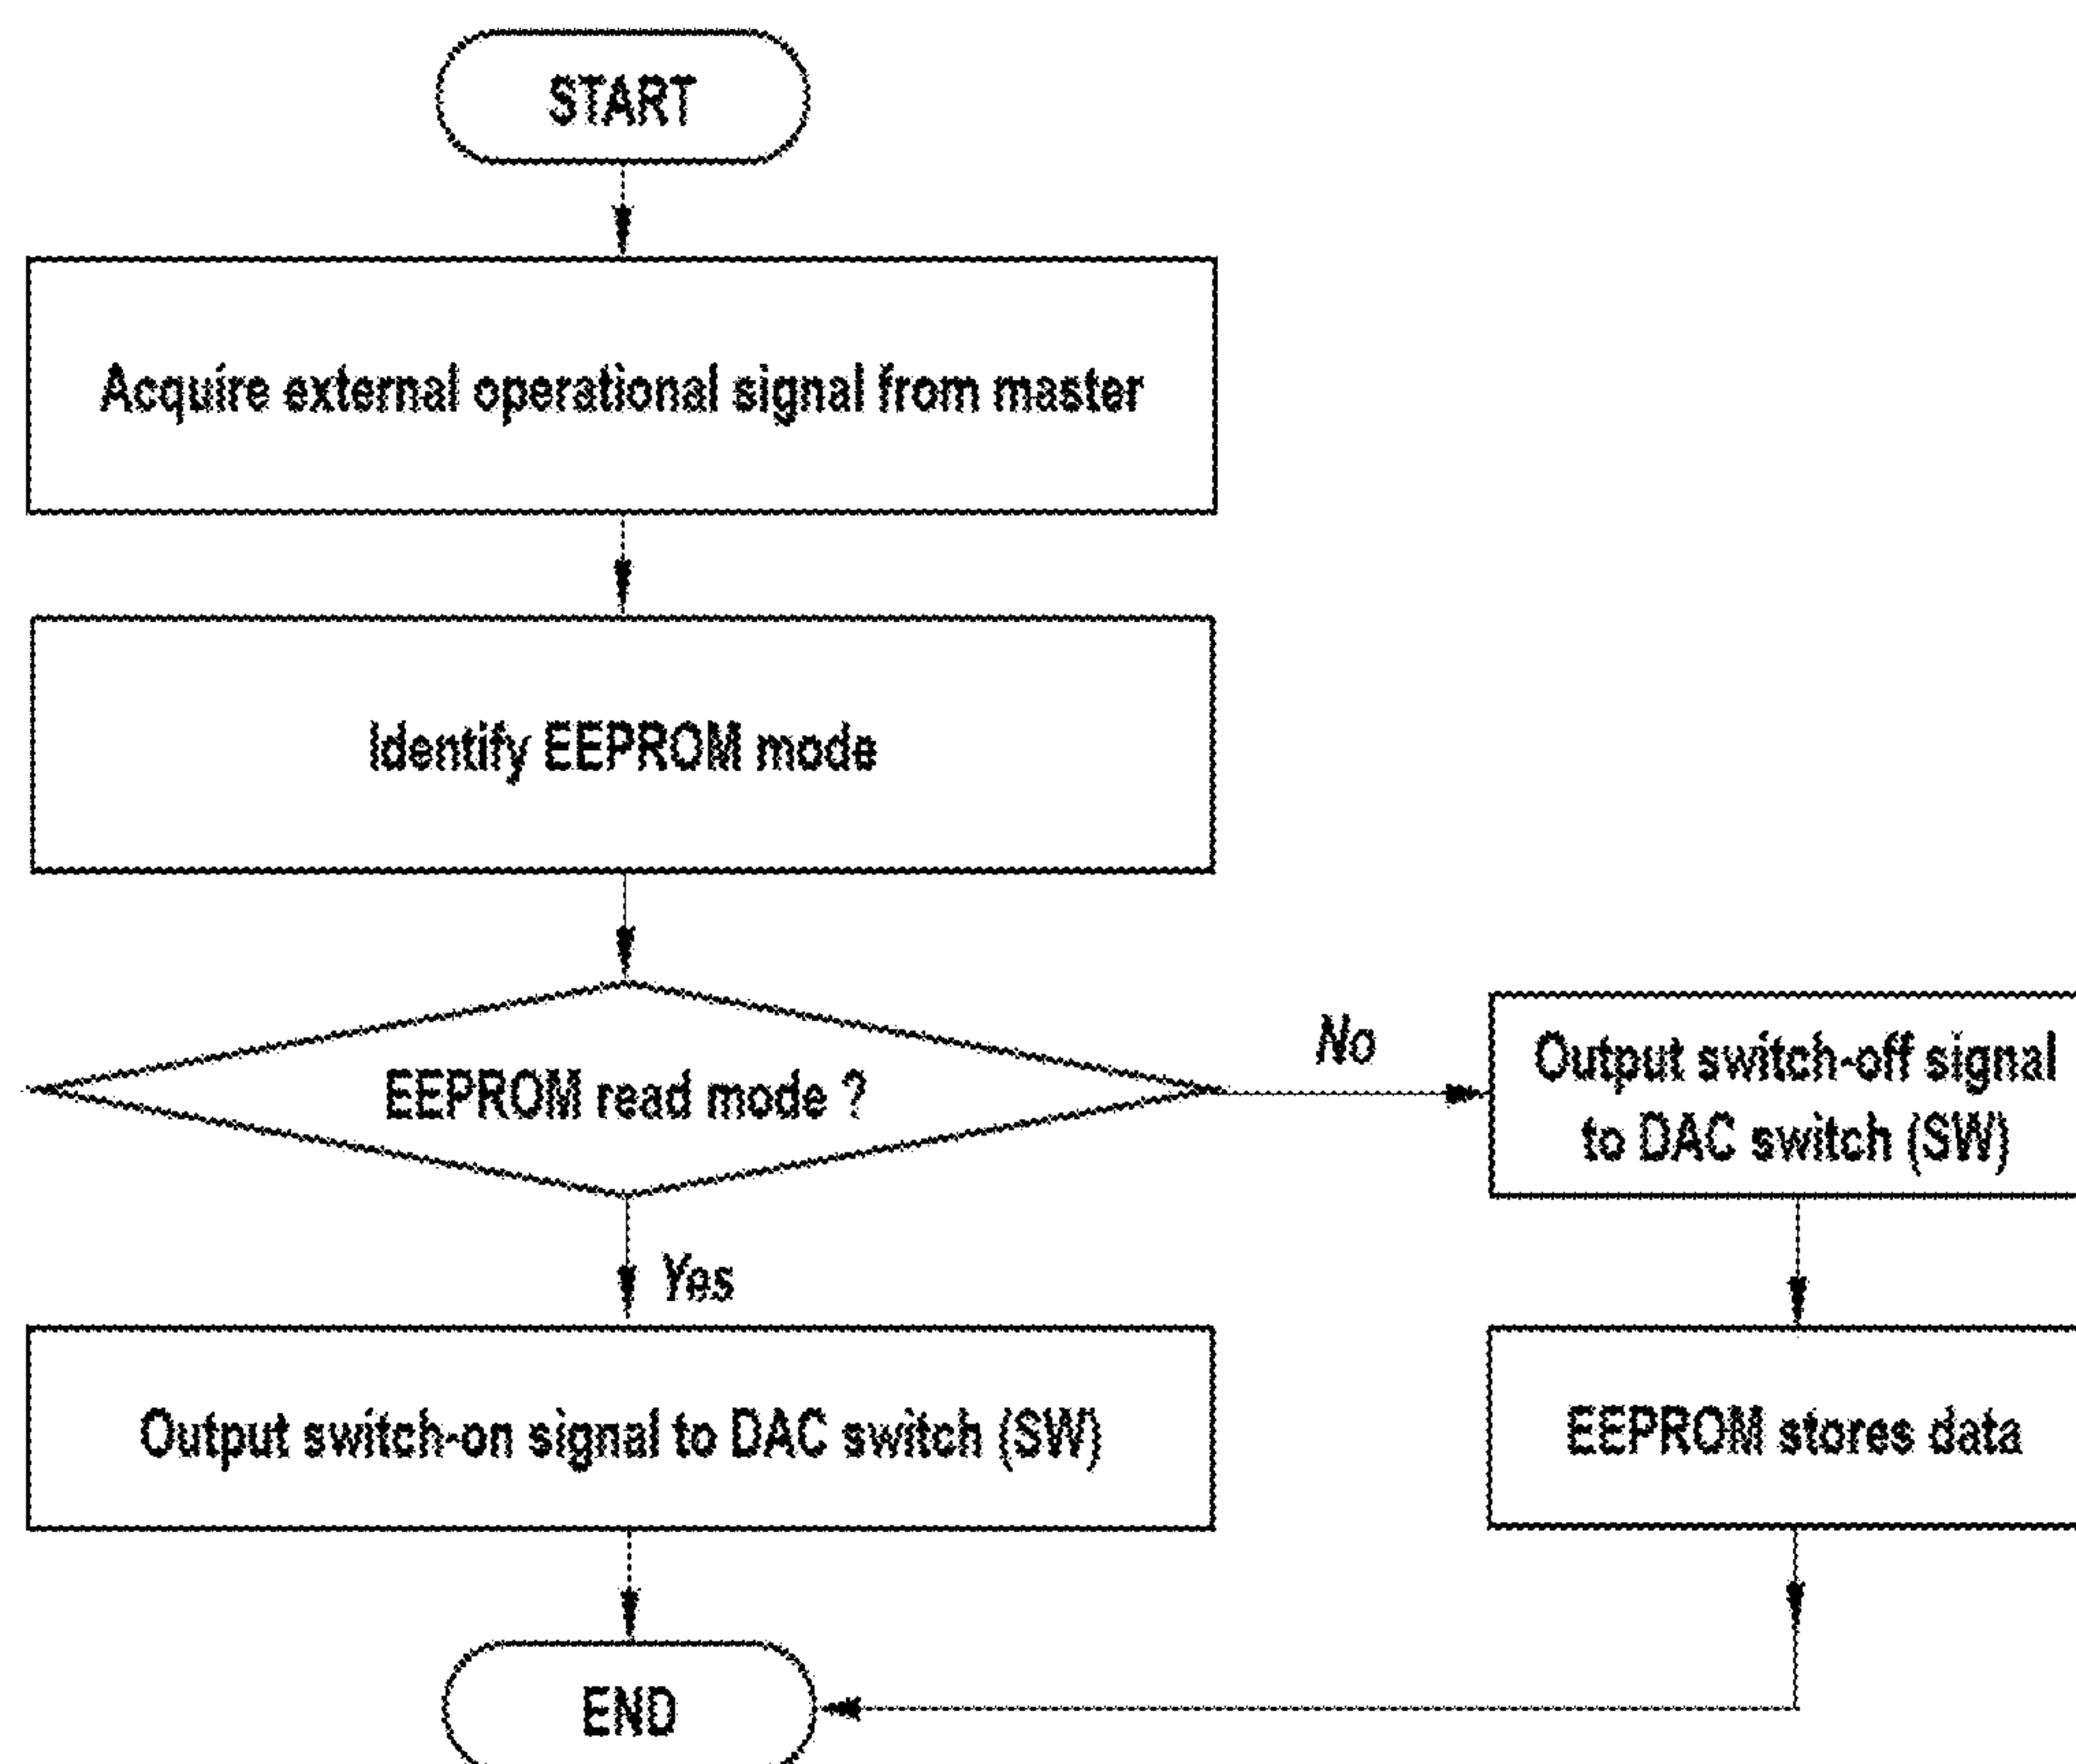 START
Acquire external operational signal from master
Identify EEPROM mode
EEPROM read mode ?
No
Output switch-off signal
to DAC switch (SW)
Yes
Output switch-on signal to DAC switch (SW)
EEPROM stores data
END